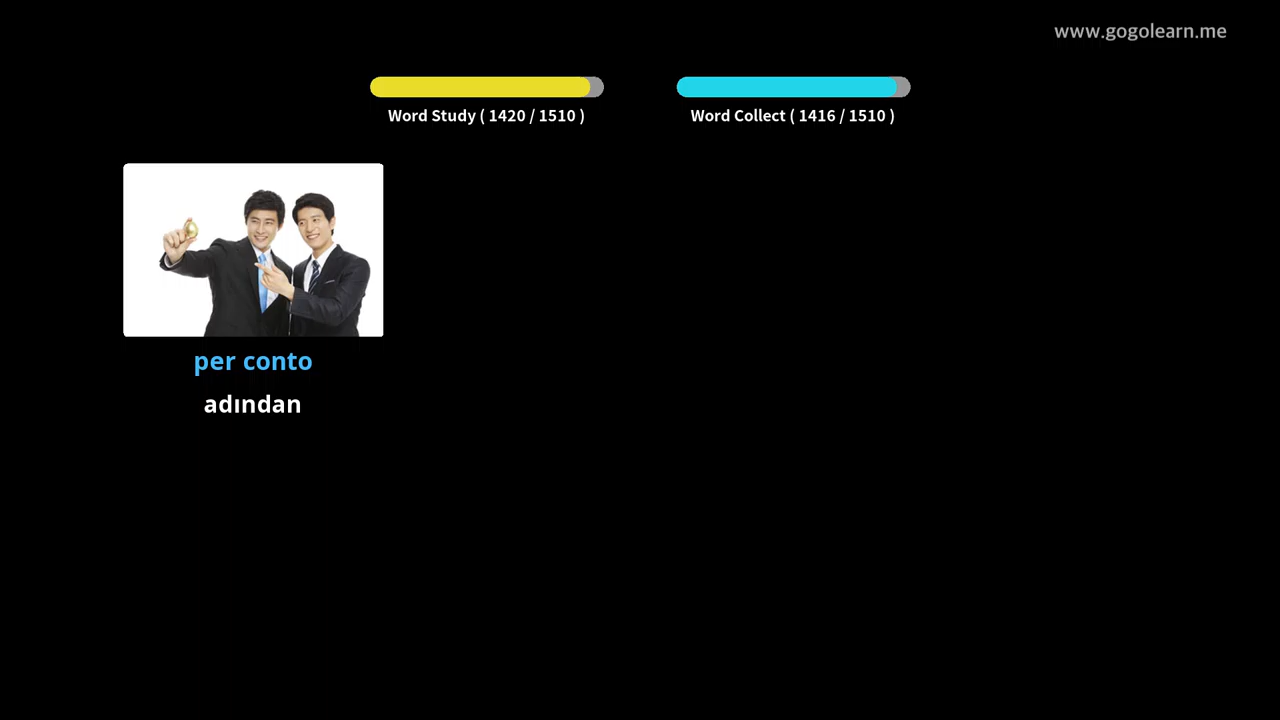 www.gogolearn.me
Word Study ( 1420 / 1510 )
Word Collect ( 1416 / 1510 )
per conto
adından